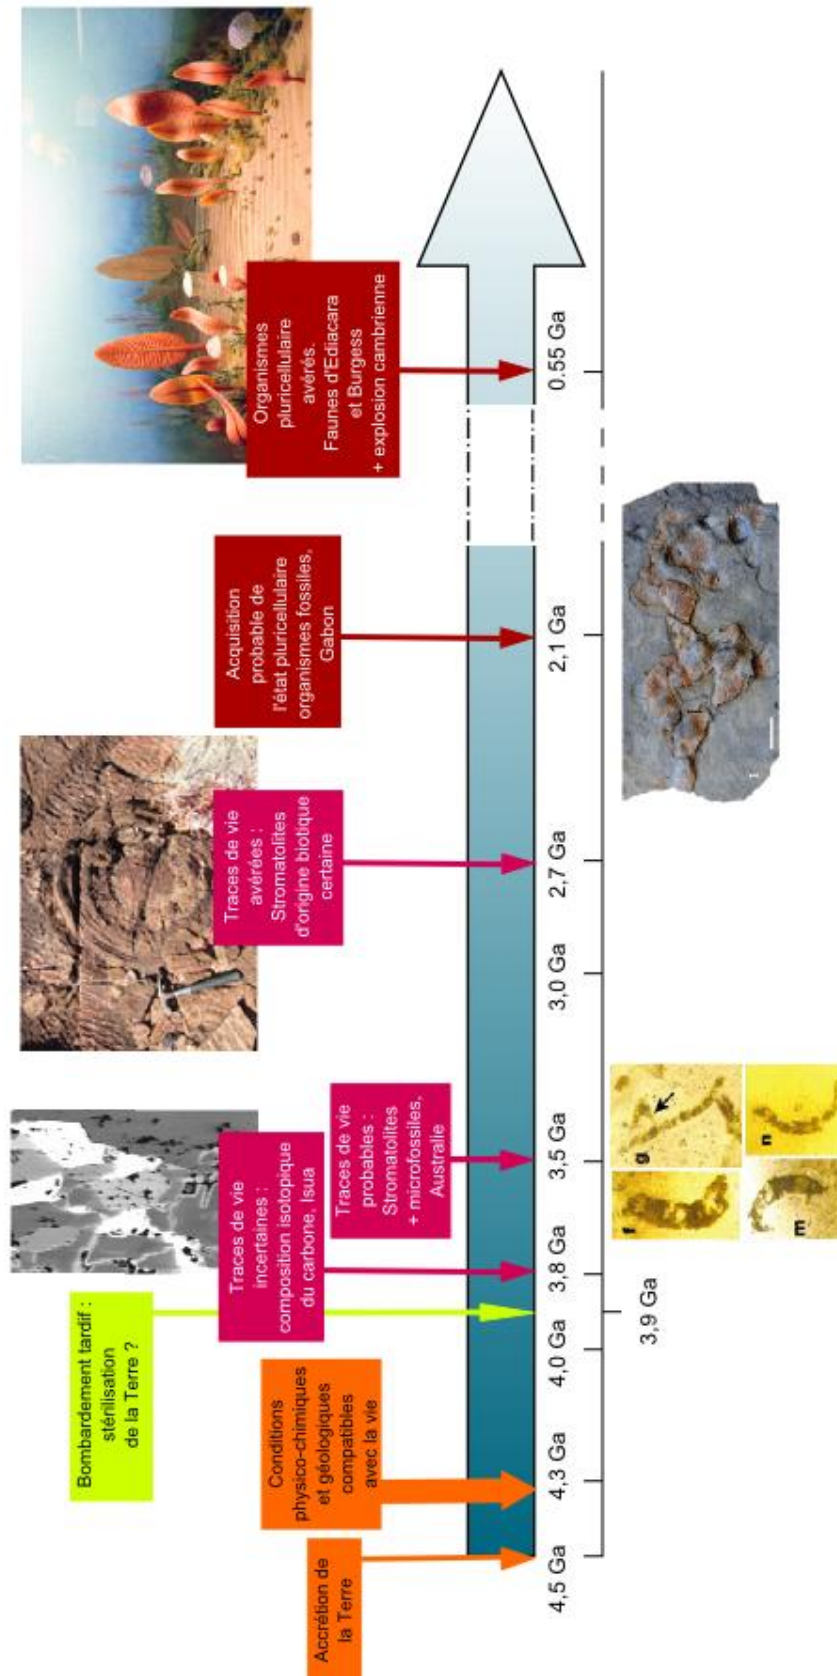 Accrétion de
la Terre
Conditions
physico-chimiques
et géologiques
compatibles
avec la vie
Bombardement tardif :
stérilisation
de la Terre ?
Traces de vie
incertaines :
composition isotopique
du carbone, Isua
Traces de vie
probables :
Stromatolites
+ microfossiles,
Australie
Traces de vie
avérées :
Stromatolites
d'origine biotique
certaine
Acquisition
probable de
l'état pluricellulaire
organismes fossiles,
Gabon
Organismes
pluricellulaire
avérés.
Faunes d'Ediacara
et Burgess
+ explosion cambrienne
4,5 Ga
4,3 Ga
4,0 Ga
3,9 Ga
3,8 Ga
3,5 Ga
3,0 Ga
2,7 Ga
2,1 Ga
0.55 Ga
f
g
m
n